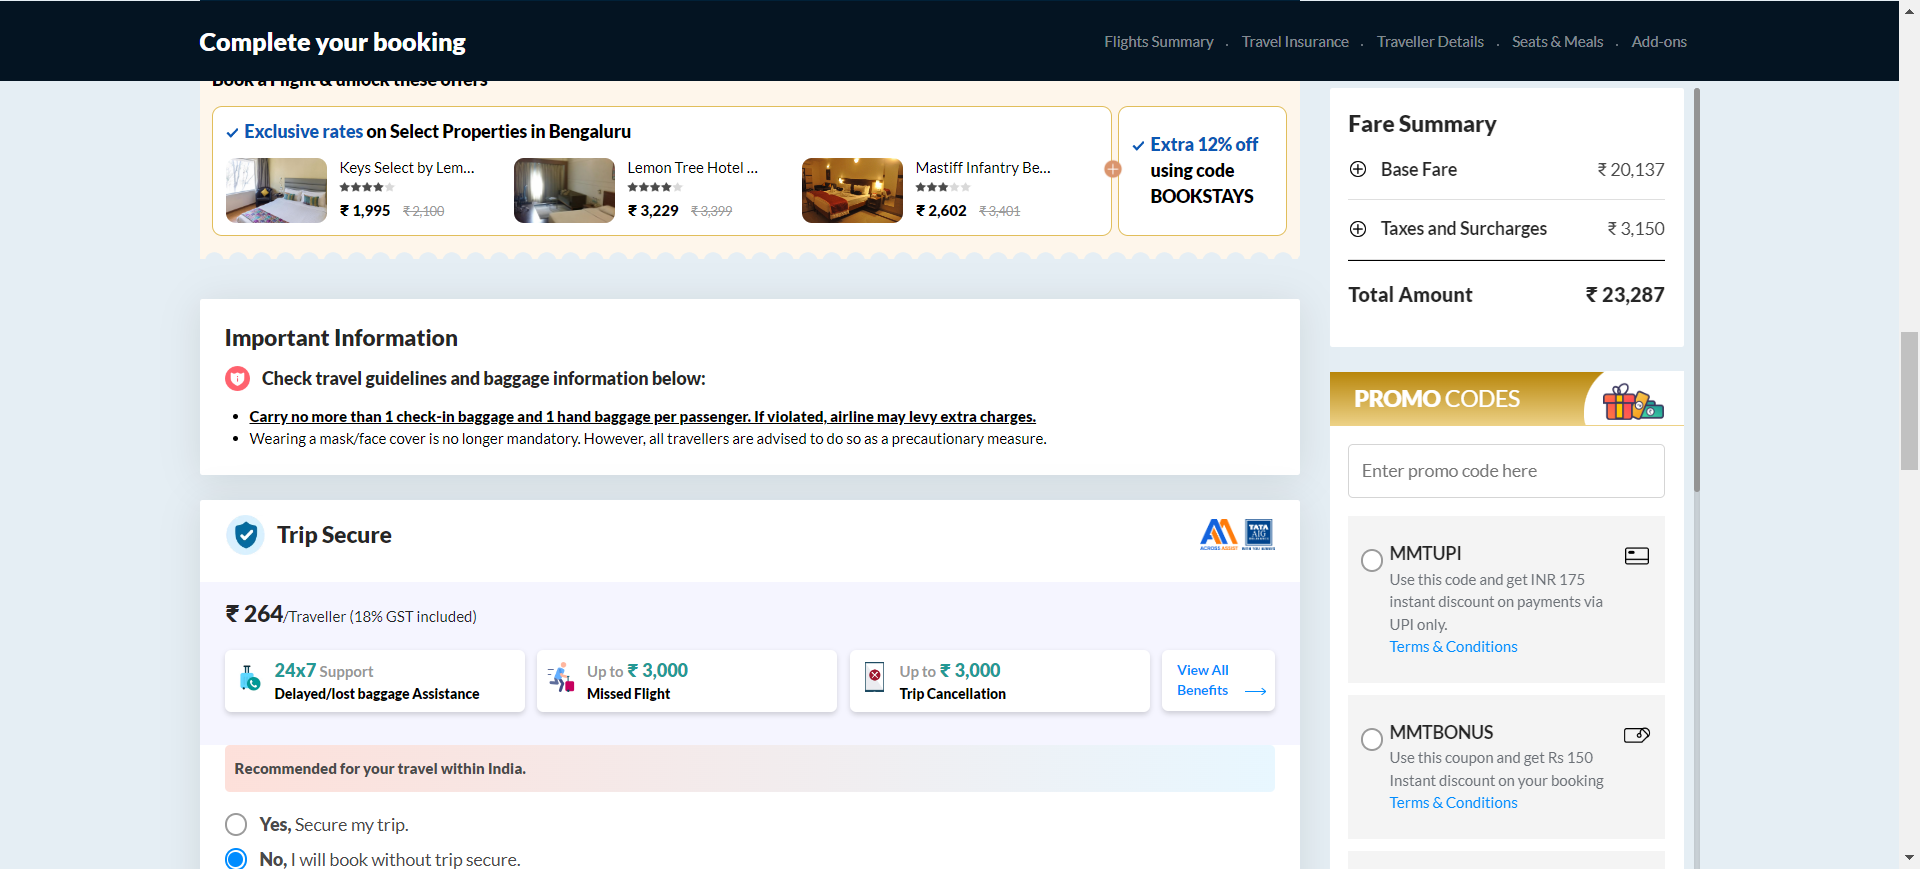 Complete your booking
Flights Summary . Travel Insurance . Traveller Details . Seats & Meals . Add-ons
Book a Flight & unlock these offers
Exclusive rates on Select Properties in Bengaluru
Keys Select by Lem...
₹ 1,995 ₹ 2,100
Lemon Tree Hotel ...
₹ 3,229 ₹ 3,399
Mastiff Infantry Be...
₹ 2,602 ₹ 3,401
Extra 12% off
using code
BOOKSTAYS
Important Information
Check travel guidelines and baggage information below:
• Carry no more than 1 check-in baggage and 1 hand baggage per passenger. If violated, airline may levy extra charges.
• Wearing a mask/face cover is no longer mandatory. However, all travellers are advised to do so as a precautionary measure.
Trip Secure
ACROSS ASSIST
TATA
AIG
WITH YOU ALWAYS
₹ 264/Traveller (18% GST included)
24x7 Support
Delayed/lost baggage Assistance
Up to ₹ 3,000
Missed Flight
Up to ₹ 3,000
Trip Cancellation
View All
Benefits
Recommended for your travel within India.
Yes, Secure my trip.
No, I will book without trip secure.
Fare Summary
Base Fare ₹ 20,137
Taxes and Surcharges ₹ 3,150
Total Amount ₹ 23,287
PROMO CODES
Enter promo code here
MMTUPI
Use this code and get INR 175
instant discount on payments via
UPI only.
Terms & Conditions
MMTBONUS
Use this coupon and get Rs 150
Instant discount on your booking
Terms & Conditions